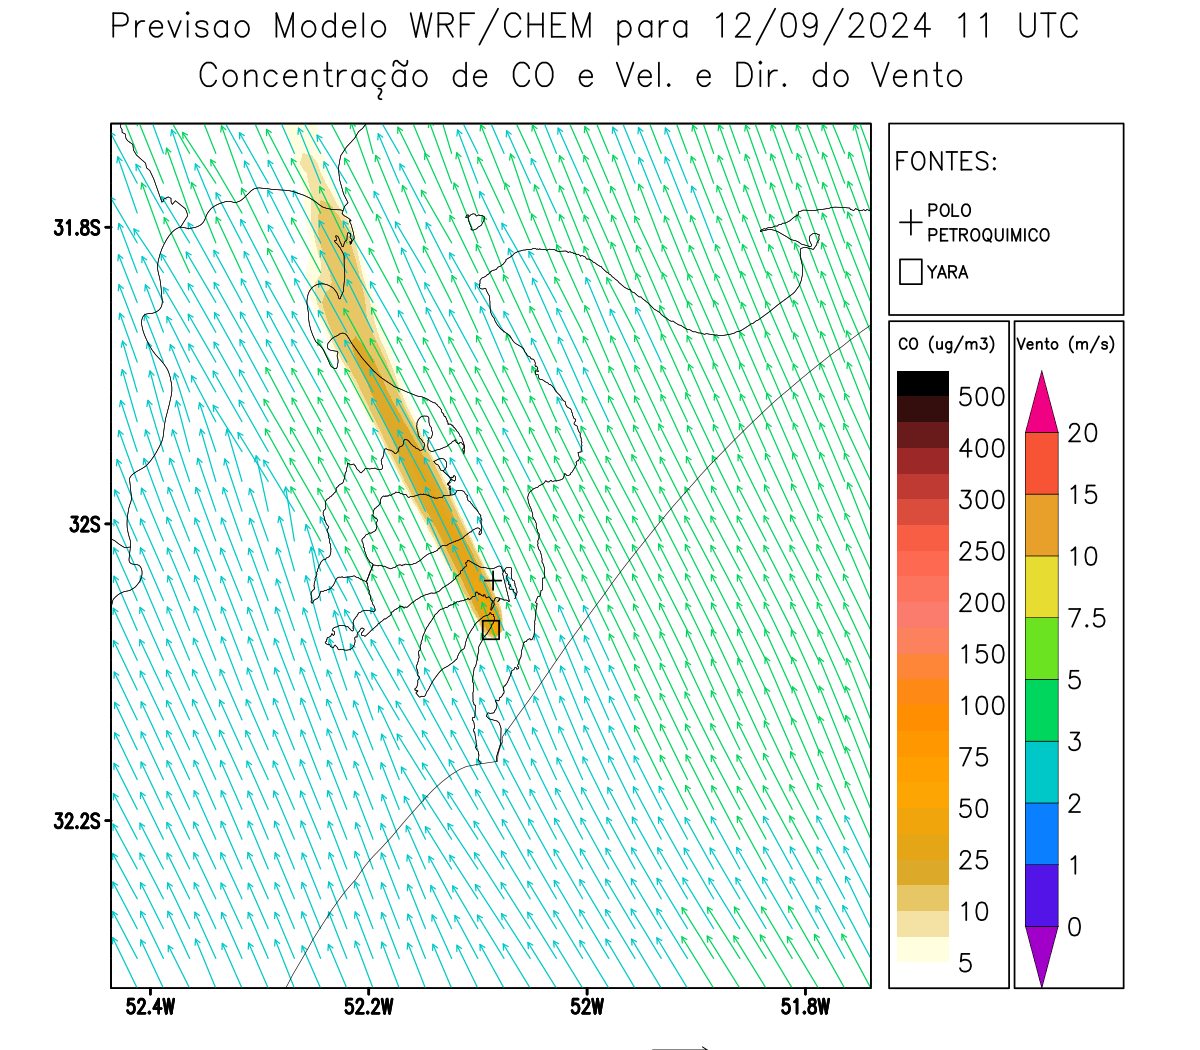 Previsao Modelo WRF/CHEM para 12/09/2024 11 UTC
Concentração de CO e Vel. e Dir. do Vento
FONTES:
POLO
PETROQUIMICO
YARA
31.8S
32S
32.2S
52.4W
52.2W
52W
51.8W
CO (ug/m3)
500
400
300
250
200
150
100
75
50
25
10
5
Vento (m/s)
20
15
10
7.5
5
3
2
1
0